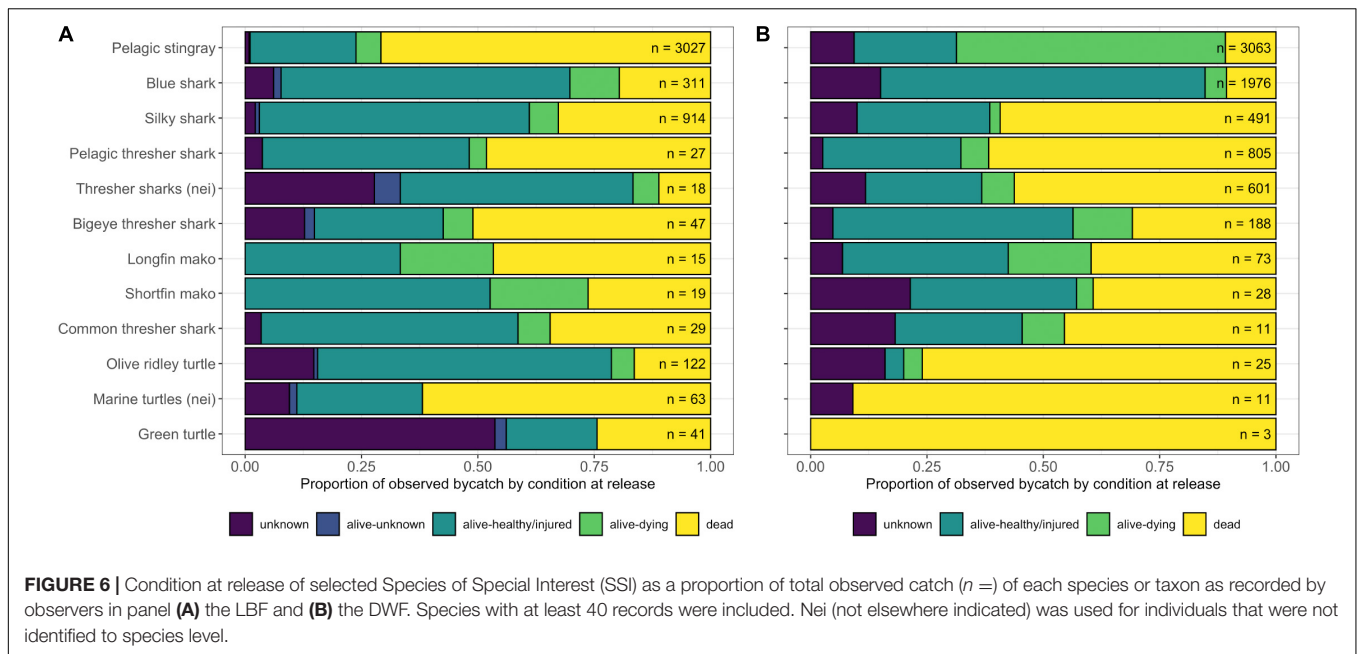 A
B
Pelagic stingray
Blue shark
Silky shark
Pelagic thresher shark
Thresher sharks (nei)
Bigeye thresher shark
Longfin mako
Shortfin mako
Common thresher shark
Olive ridley turtle
Marine turtles (nei)
Green turtle
n = 3027
n = 311
n = 914
n = 27
n = 18
n = 47
n = 15
n = 19
n = 29
n = 122
n = 63
n = 41
0.00 0.25 0.50 0.75 1.00
Proportion of observed bycatch by condition at release
unknown alive-unknown alive-healthy/injured alive-dying dead
n = 3063
n = 1976
n = 491
n = 805
n = 601
n = 188
n = 73
n = 28
n = 11
n = 25
n = 11
n = 3
0.00 0.25 0.50 0.75 1.00
Proportion of observed bycatch by condition at release
unknown alive-healthy/injured alive-dying dead
FIGURE 6 | Condition at release of selected Species of Special Interest (SSI) as a proportion of total observed catch (n =) of each species or taxon as recorded by
observers in panel (A) the LBF and (B) the DWF. Species with at least 40 records were included. Nei (not elsewhere indicated) was used for individuals that were not
identified to species level.